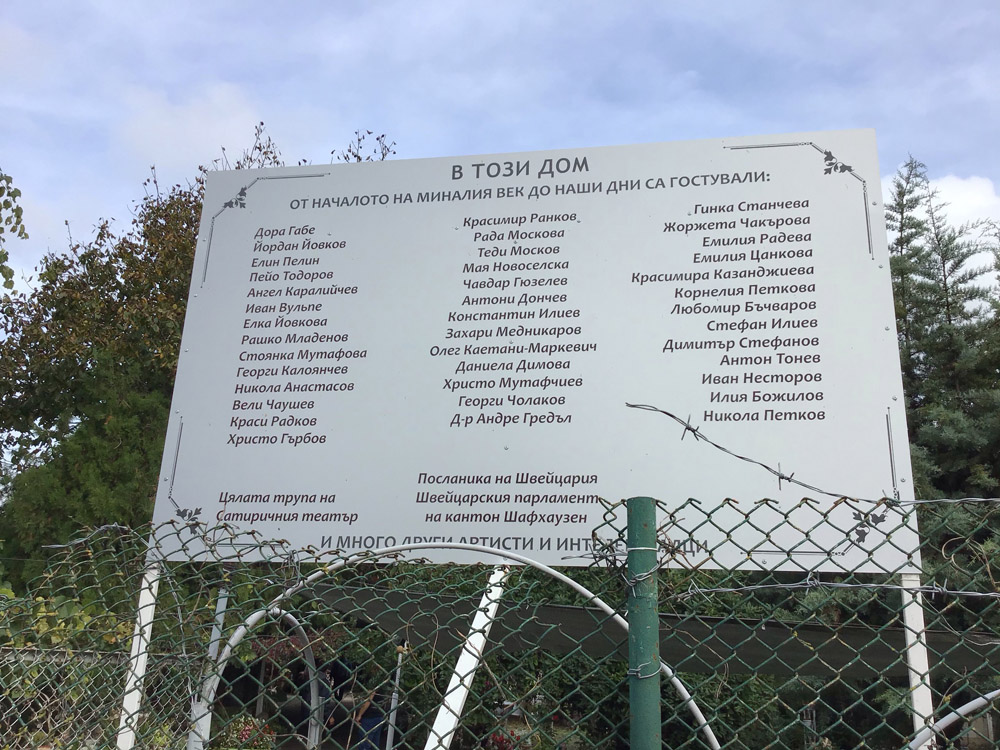 В ТОЗИ ДОМ
ОТ НАЧАЛОТО НА МИНАЛИЯ ВЕК ДО НАШИ ДНИ СА ГОСТУВАЛИ:
Дора Габе
Йордан Йовков
Елин Пелин
Пейо Тодоров
Ангел Каралийчев
Иван Вульпе
Елка Йовкова
Рашко Младенов
Стоянка Мутафова
Георги Калоянчев
Никола Анастасов
Вели Чаушев
Краси Радков
Христо Гърбов
Красимир Ранков
Рада Москова
Теди Москов
Мая Новоселска
Чавдар Гюзелев
Антони Дончев
Константин Илиев
Захари Медникаров
Олег Каетани-Маркевич
Даниела Димова
Христо Мутафчиев
Георги Чолаков
Д-р Андре Гредъл
Гинка Станчева
Жоржета Чакърова
Емилия Радева
Емилия Цанкова
Красимира Казанджиева
Корнелия Петкова
Любомир Бъчваров
Стефан Илиев
Димитър Стефанов
Антон Тонев
Иван Несторов
Илия Божилов
Никола Петков
Цялата трупа на
Сатиричния театър
Посланика на Швейцария
Швейцарския парламент
на кантон Шафхаузен
И МНОГО ДРУГИ АРТИСТИ И